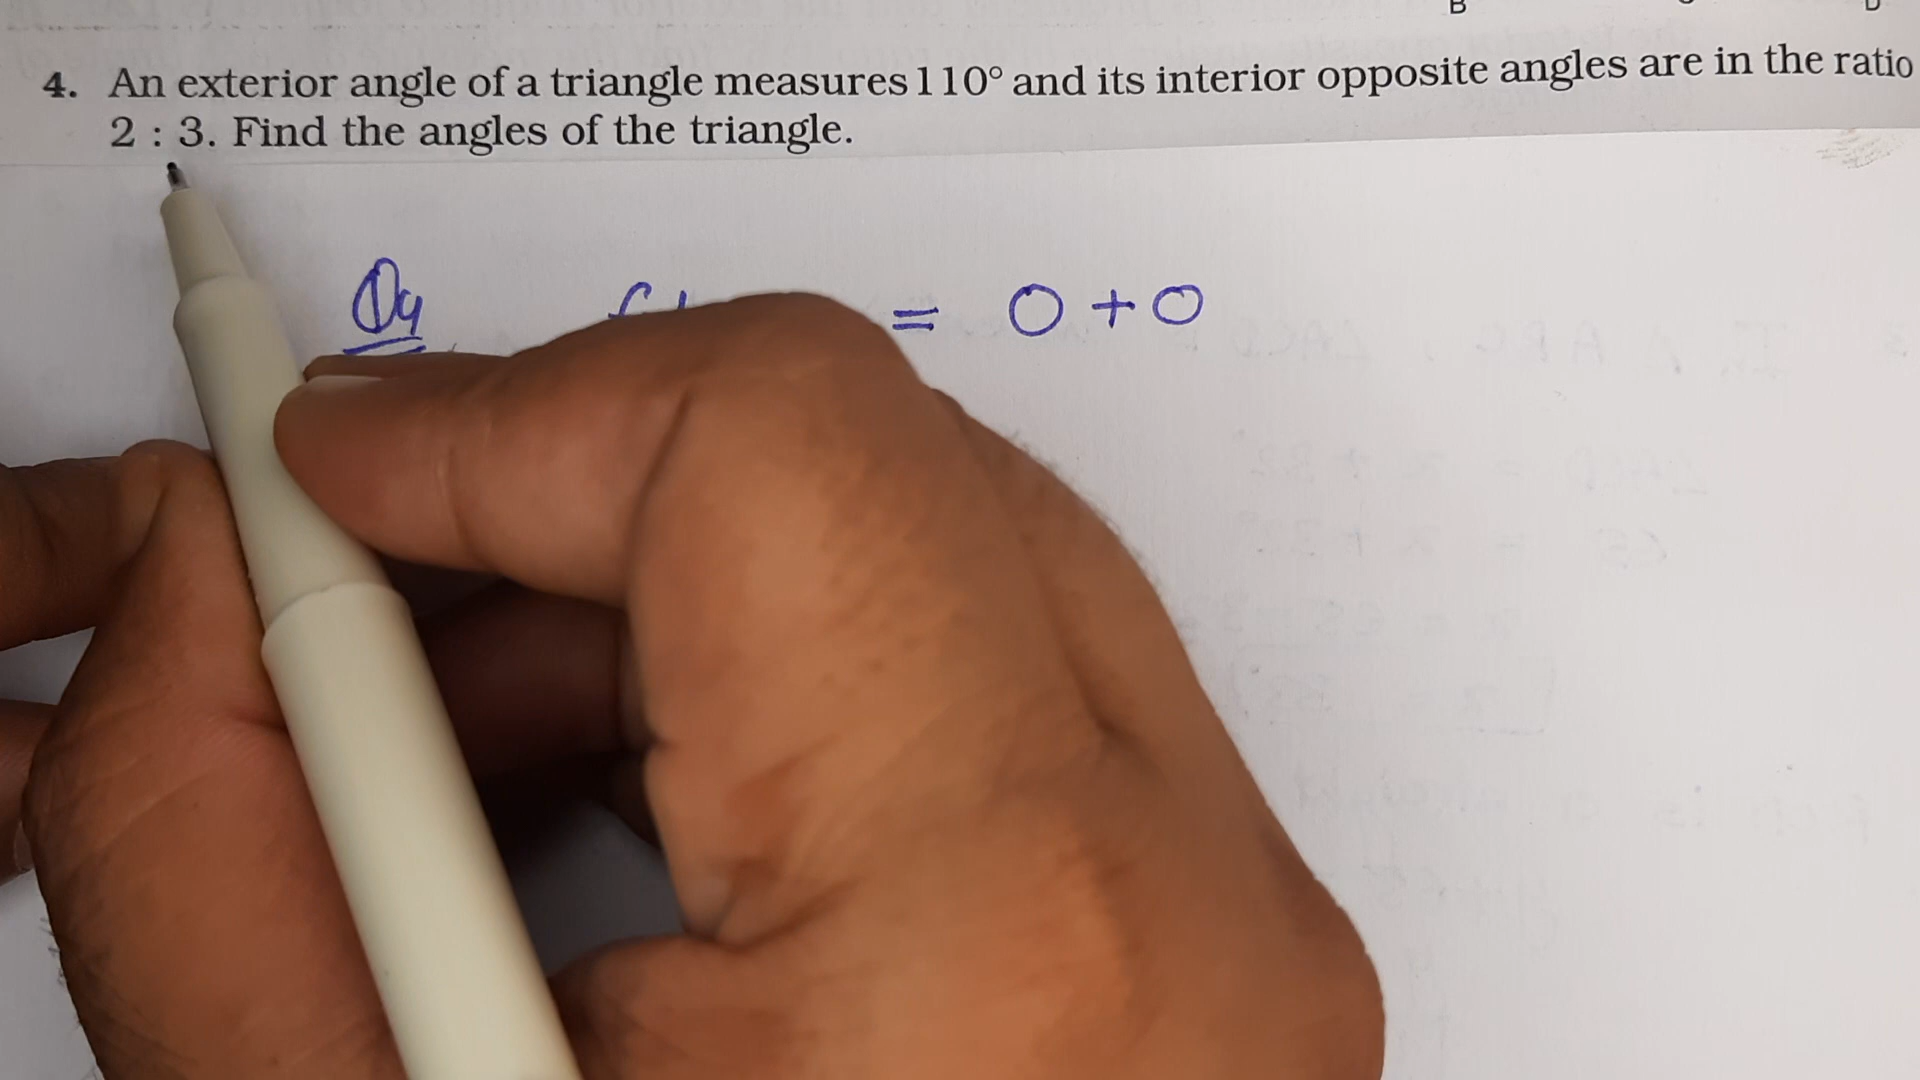 B D
4. An exterior angle of a triangle measures 110° and its interior opposite angles are in the ratio
2 : 3. Find the angles of the triangle.
Q4 = O + O